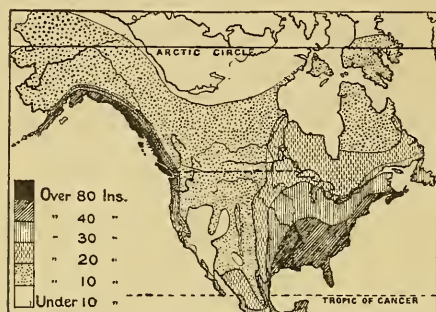 ARCTIC CIRCLE
Over 80 Ins.
" 40 "
" 30 "
" 20 "
" 10 "
Under 10 "
TROPIC OF CANCER